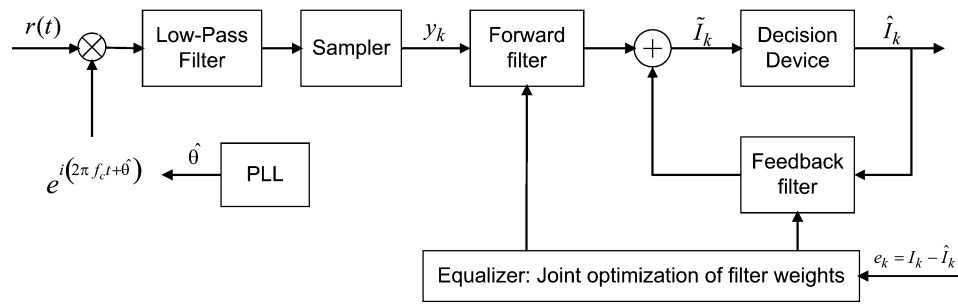 r(t)
Low-Pass
Filter
Sampler
y_k
Forward
filter
+
Ĩ_k
Decision
Device
Î_k
e^{i(2π f_c t+θ̂)}
θ̂
PLL
Feedback
filter
Equalizer: Joint optimization of filter weights
e_k = I_k − Î_k